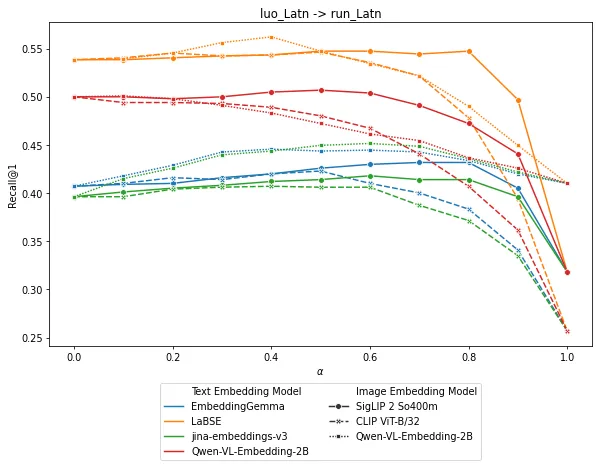 luo_Latn -> run_Latn
Recall@1
0.55
0.50
0.45
0.40
0.35
0.30
0.25
0.0 0.2 0.4 0.6 0.8 1.0
α
Text Embedding Model Image Embedding Model
EmbeddingGemma SigLIP 2 So400m
LaBSE CLIP ViT-B/32
jina-embeddings-v3 Qwen-VL-Embedding-2B
Qwen-VL-Embedding-2B